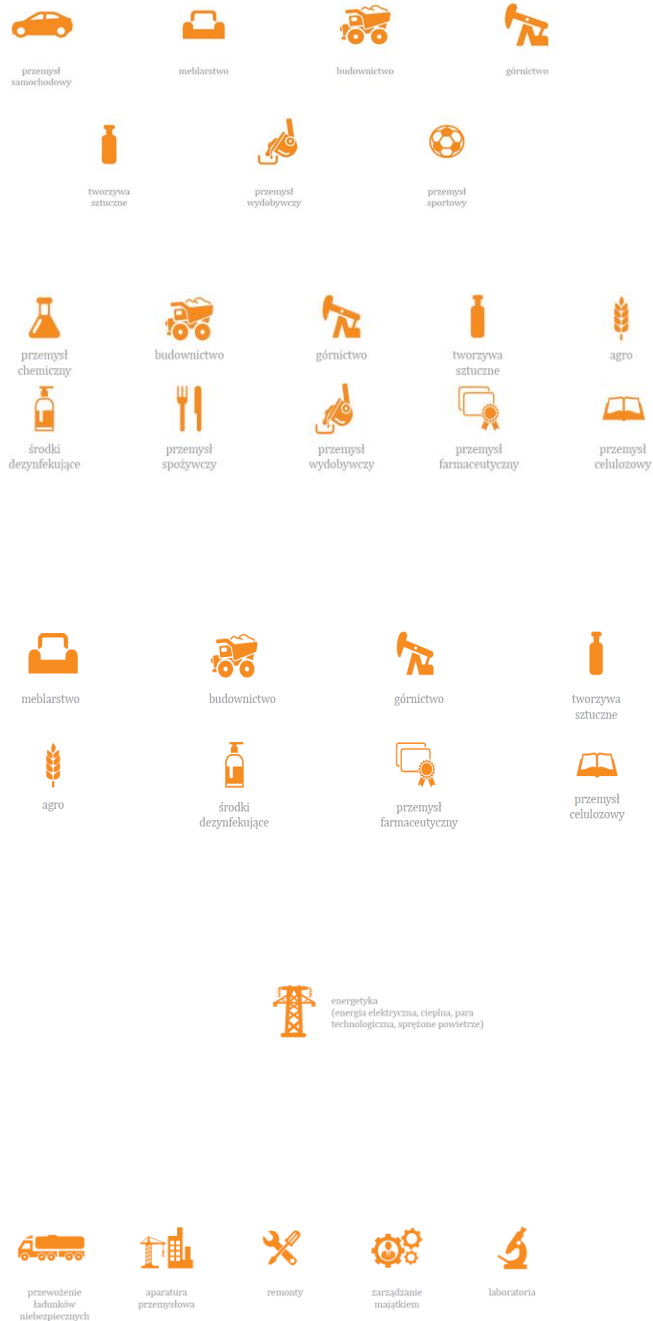 przemysł
samochodowy
meblarstwo
budownictwo
górnictwo
tworzywa
sztuczne
przemysł
wydobywczy
przemysł
sportowy
przemysł
chemiczny
budownictwo
górnictwo
tworzywa
sztuczne
agro
środki
dezynfekujące
przemysł
spożywczy
przemysł
wydobywczy
przemysł
farmaceutyczny
przemysł
celulozowy
meblarstwo
budownictwo
górnictwo
tworzywa
sztuczne
agro
środki
dezynfekujące
przemysł
farmaceutyczny
przemysł
celulozowy
energetyka
(energia elektryczna, cieplna, para
technologiczna, sprężone powietrze)
przewożenie
ładunków
niebezpiecznych
aparatura
przemysłowa
remonty
zarządzanie
majątkiem
laboratoria